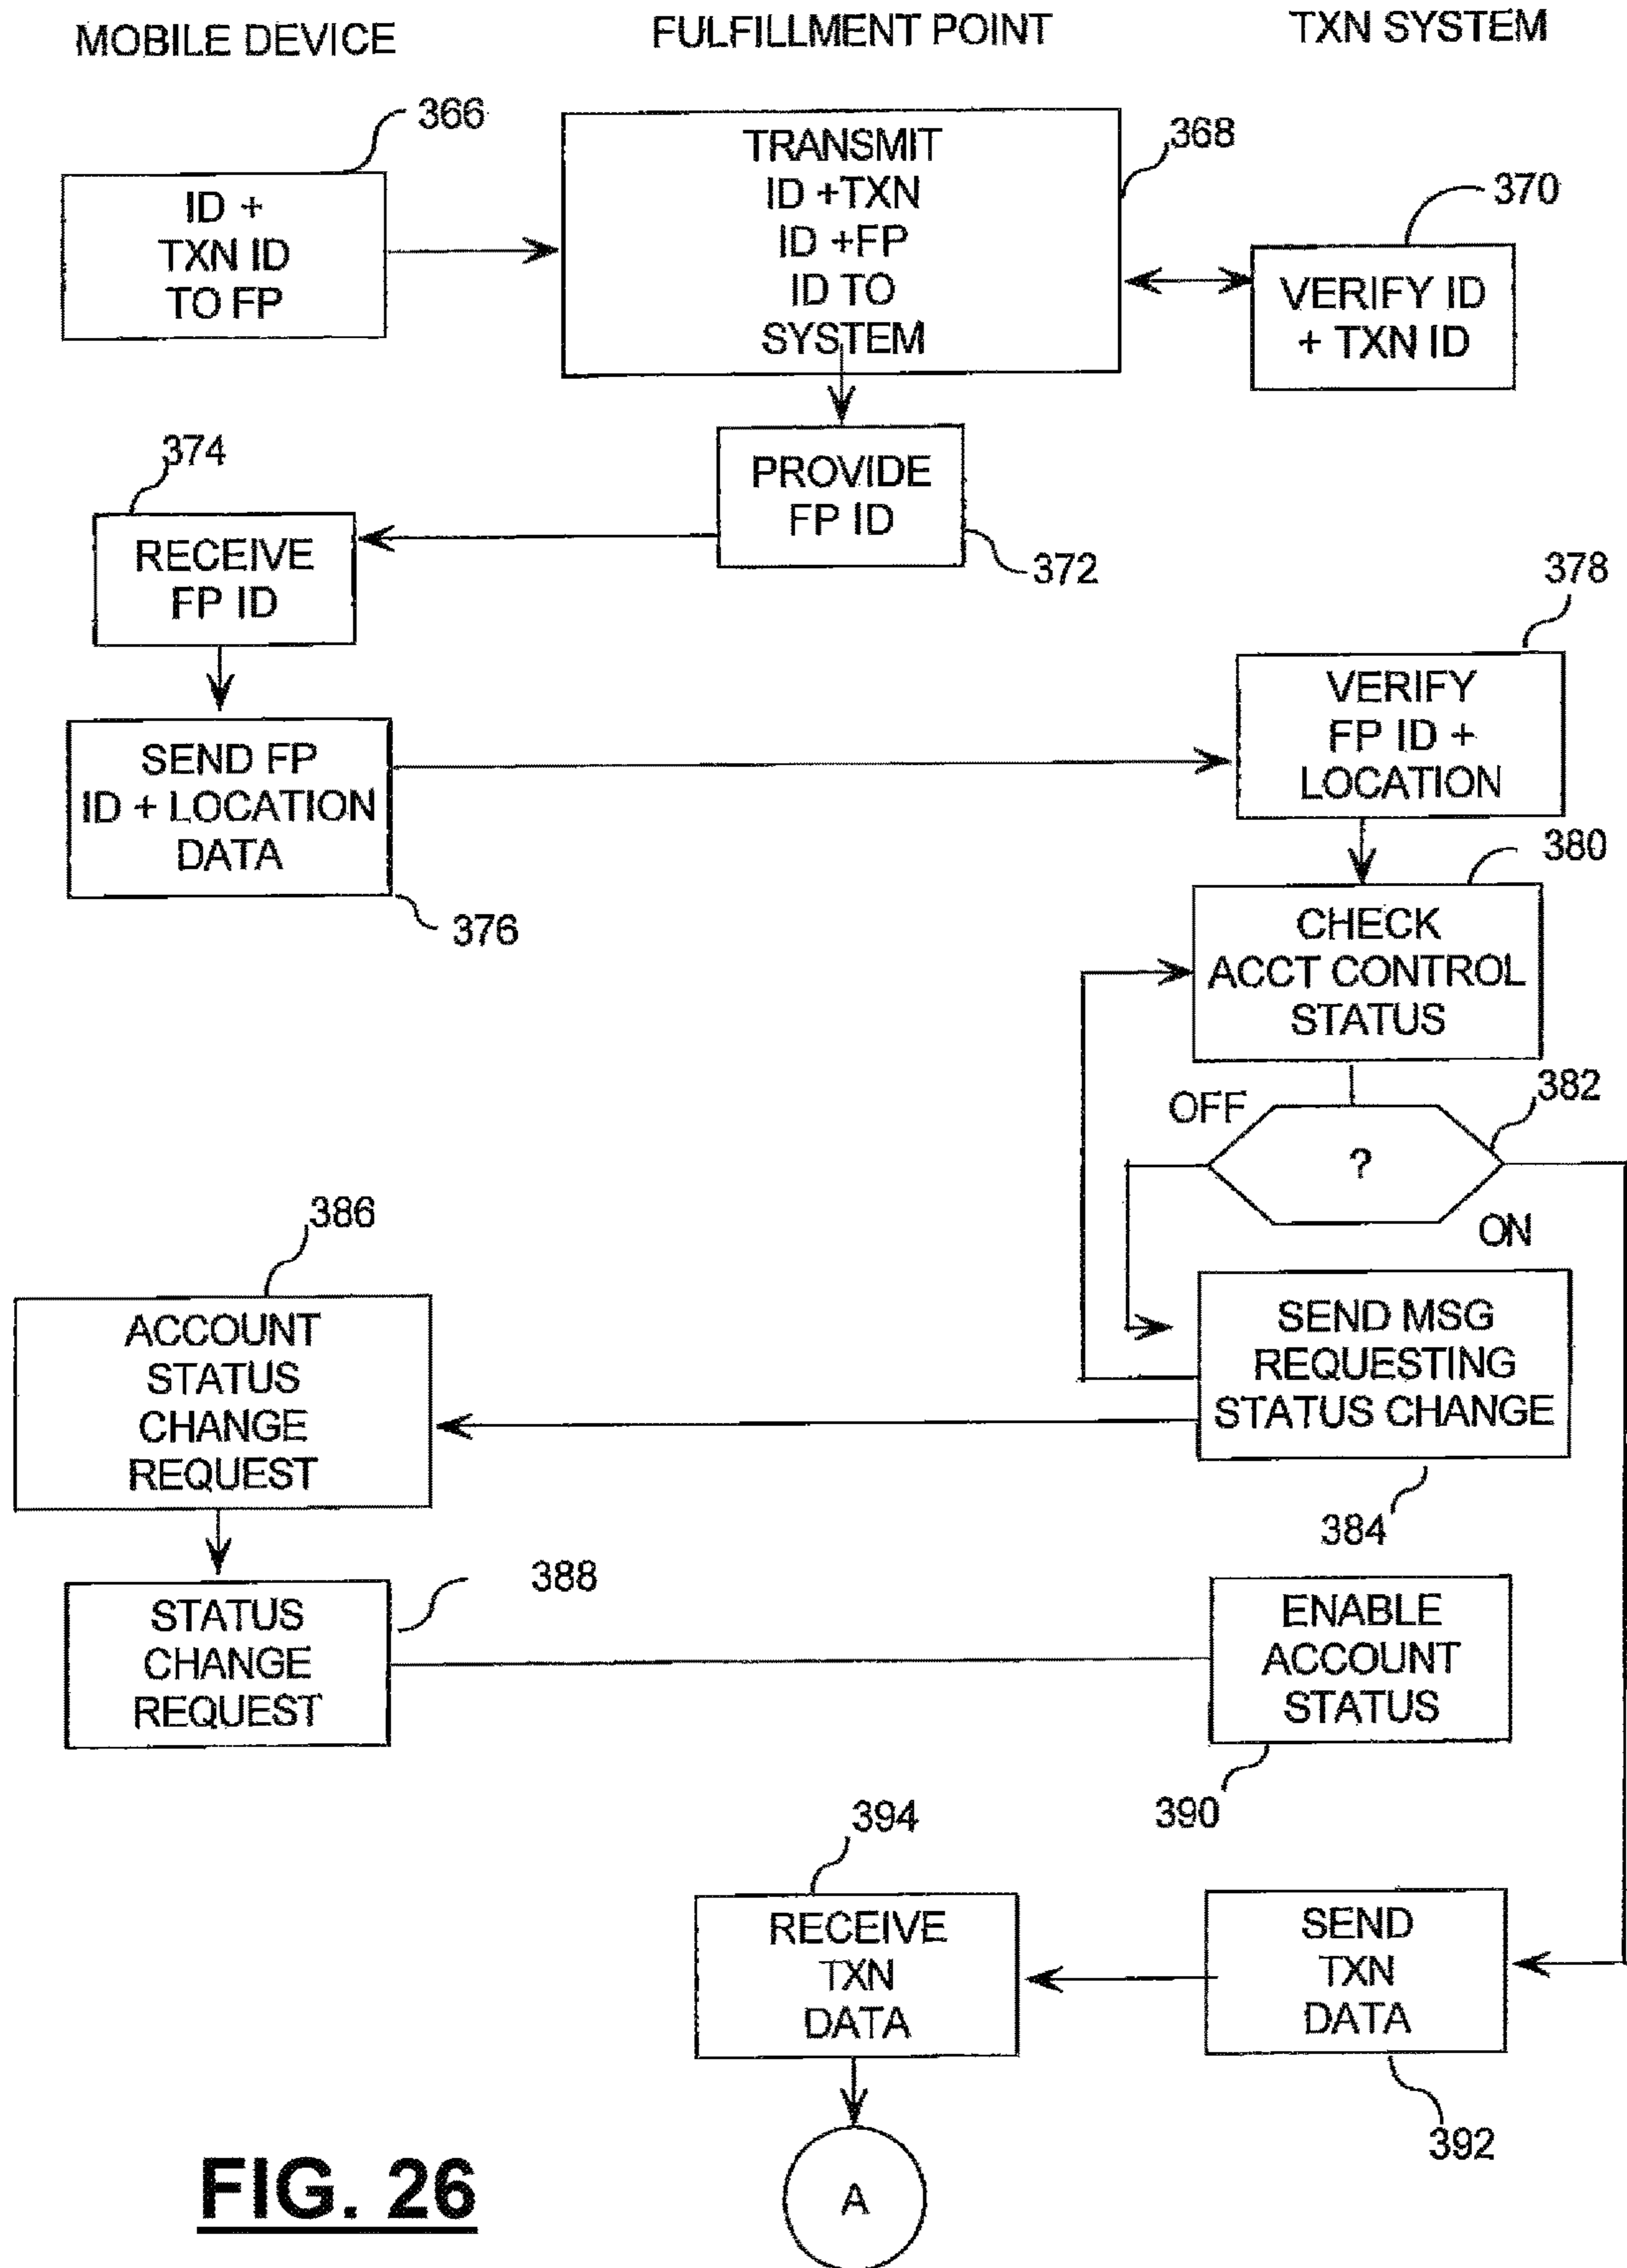 MOBILE DEVICE
FULFILLMENT POINT
TXN SYSTEM
366
ID +
TXN ID
TO FP
368
TRANSMIT
ID +TXN
ID +FP
ID TO
SYSTEM
370
VERIFY ID
+ TXN ID
374
RECEIVE
FP ID
PROVIDE
FP ID
372
378
VERIFY
FP ID +
LOCATION
SEND FP
ID + LOCATION
DATA
376
380
CHECK
ACCT CONTROL
STATUS
382
OFF
?
ON
386
ACCOUNT
STATUS
CHANGE
REQUEST
SEND MSG
REQUESTING
STATUS CHANGE
384
388
STATUS
CHANGE
REQUEST
ENABLE
ACCOUNT
STATUS
390
394
RECEIVE
TXN
DATA
SEND
TXN
DATA
392
A
FIG. 26